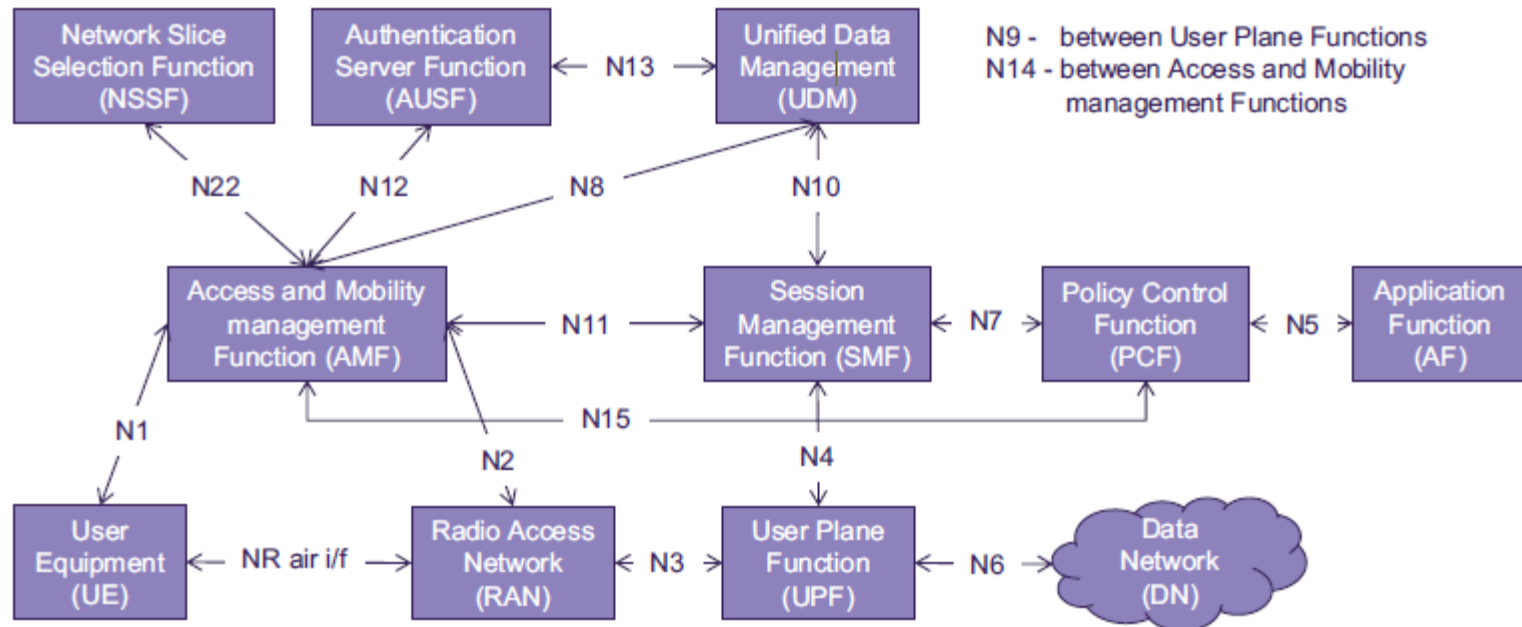 Network Slice
Selection Function
(NSSF)
Authentication
Server Function
(AUSF)
N13
Unified Data
Management
(UDM)
N9 - between User Plane Functions
N14 - between Access and Mobility
management Functions
N22
N12
N8
N10
Access and Mobility
management
Function (AMF)
N11
Session
Management
Function (SMF)
N7
Policy Control
Function
(PCF)
N5
Application
Function
(AF)
N15
N1
N2
N4
User
Equipment
(UE)
NR air i/f
Radio Access
Network
(RAN)
N3
User Plane
Function
(UPF)
N6
Data
Network
(DN)